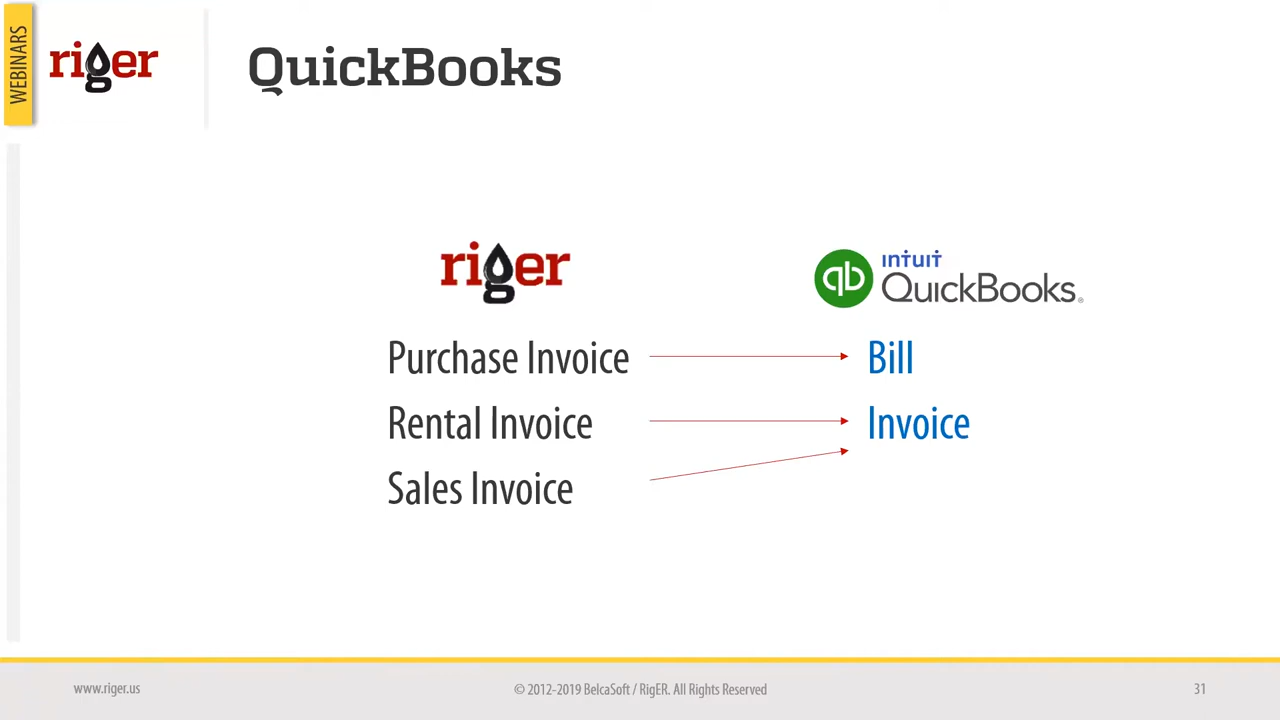 WEBINARS
riger
QuickBooks
riger
qb INTUIT
QuickBooks®
Purchase Invoice
Bill
Rental Invoice
Invoice
Sales Invoice
www.riger.us
© 2012-2019 BelcaSoft / RigER. All Rights Reserved
31